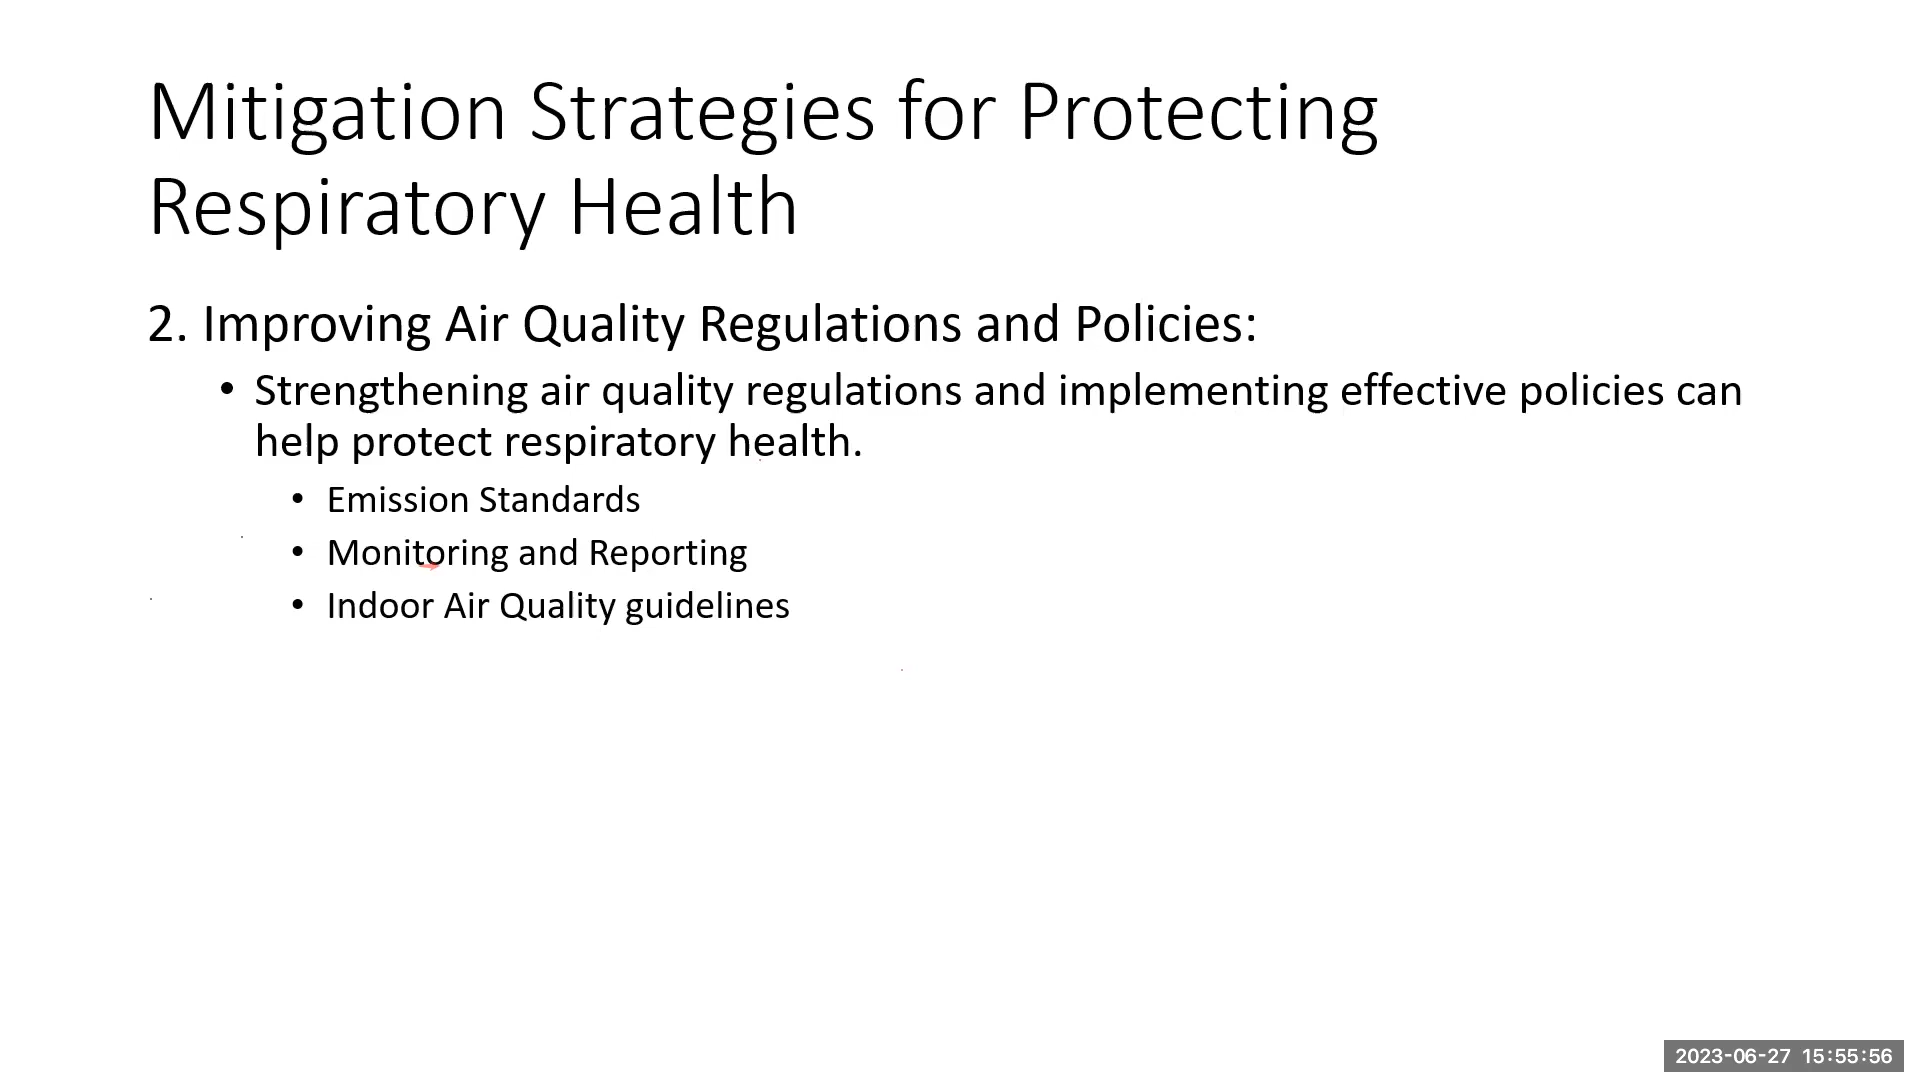 Mitigation Strategies for Protecting
Respiratory Health
2. Improving Air Quality Regulations and Policies:
• Strengthening air quality regulations and implementing effective policies can
help protect respiratory health.
• Emission Standards
• Monitoring and Reporting
• Indoor Air Quality guidelines
2023-06-27 15:55:56